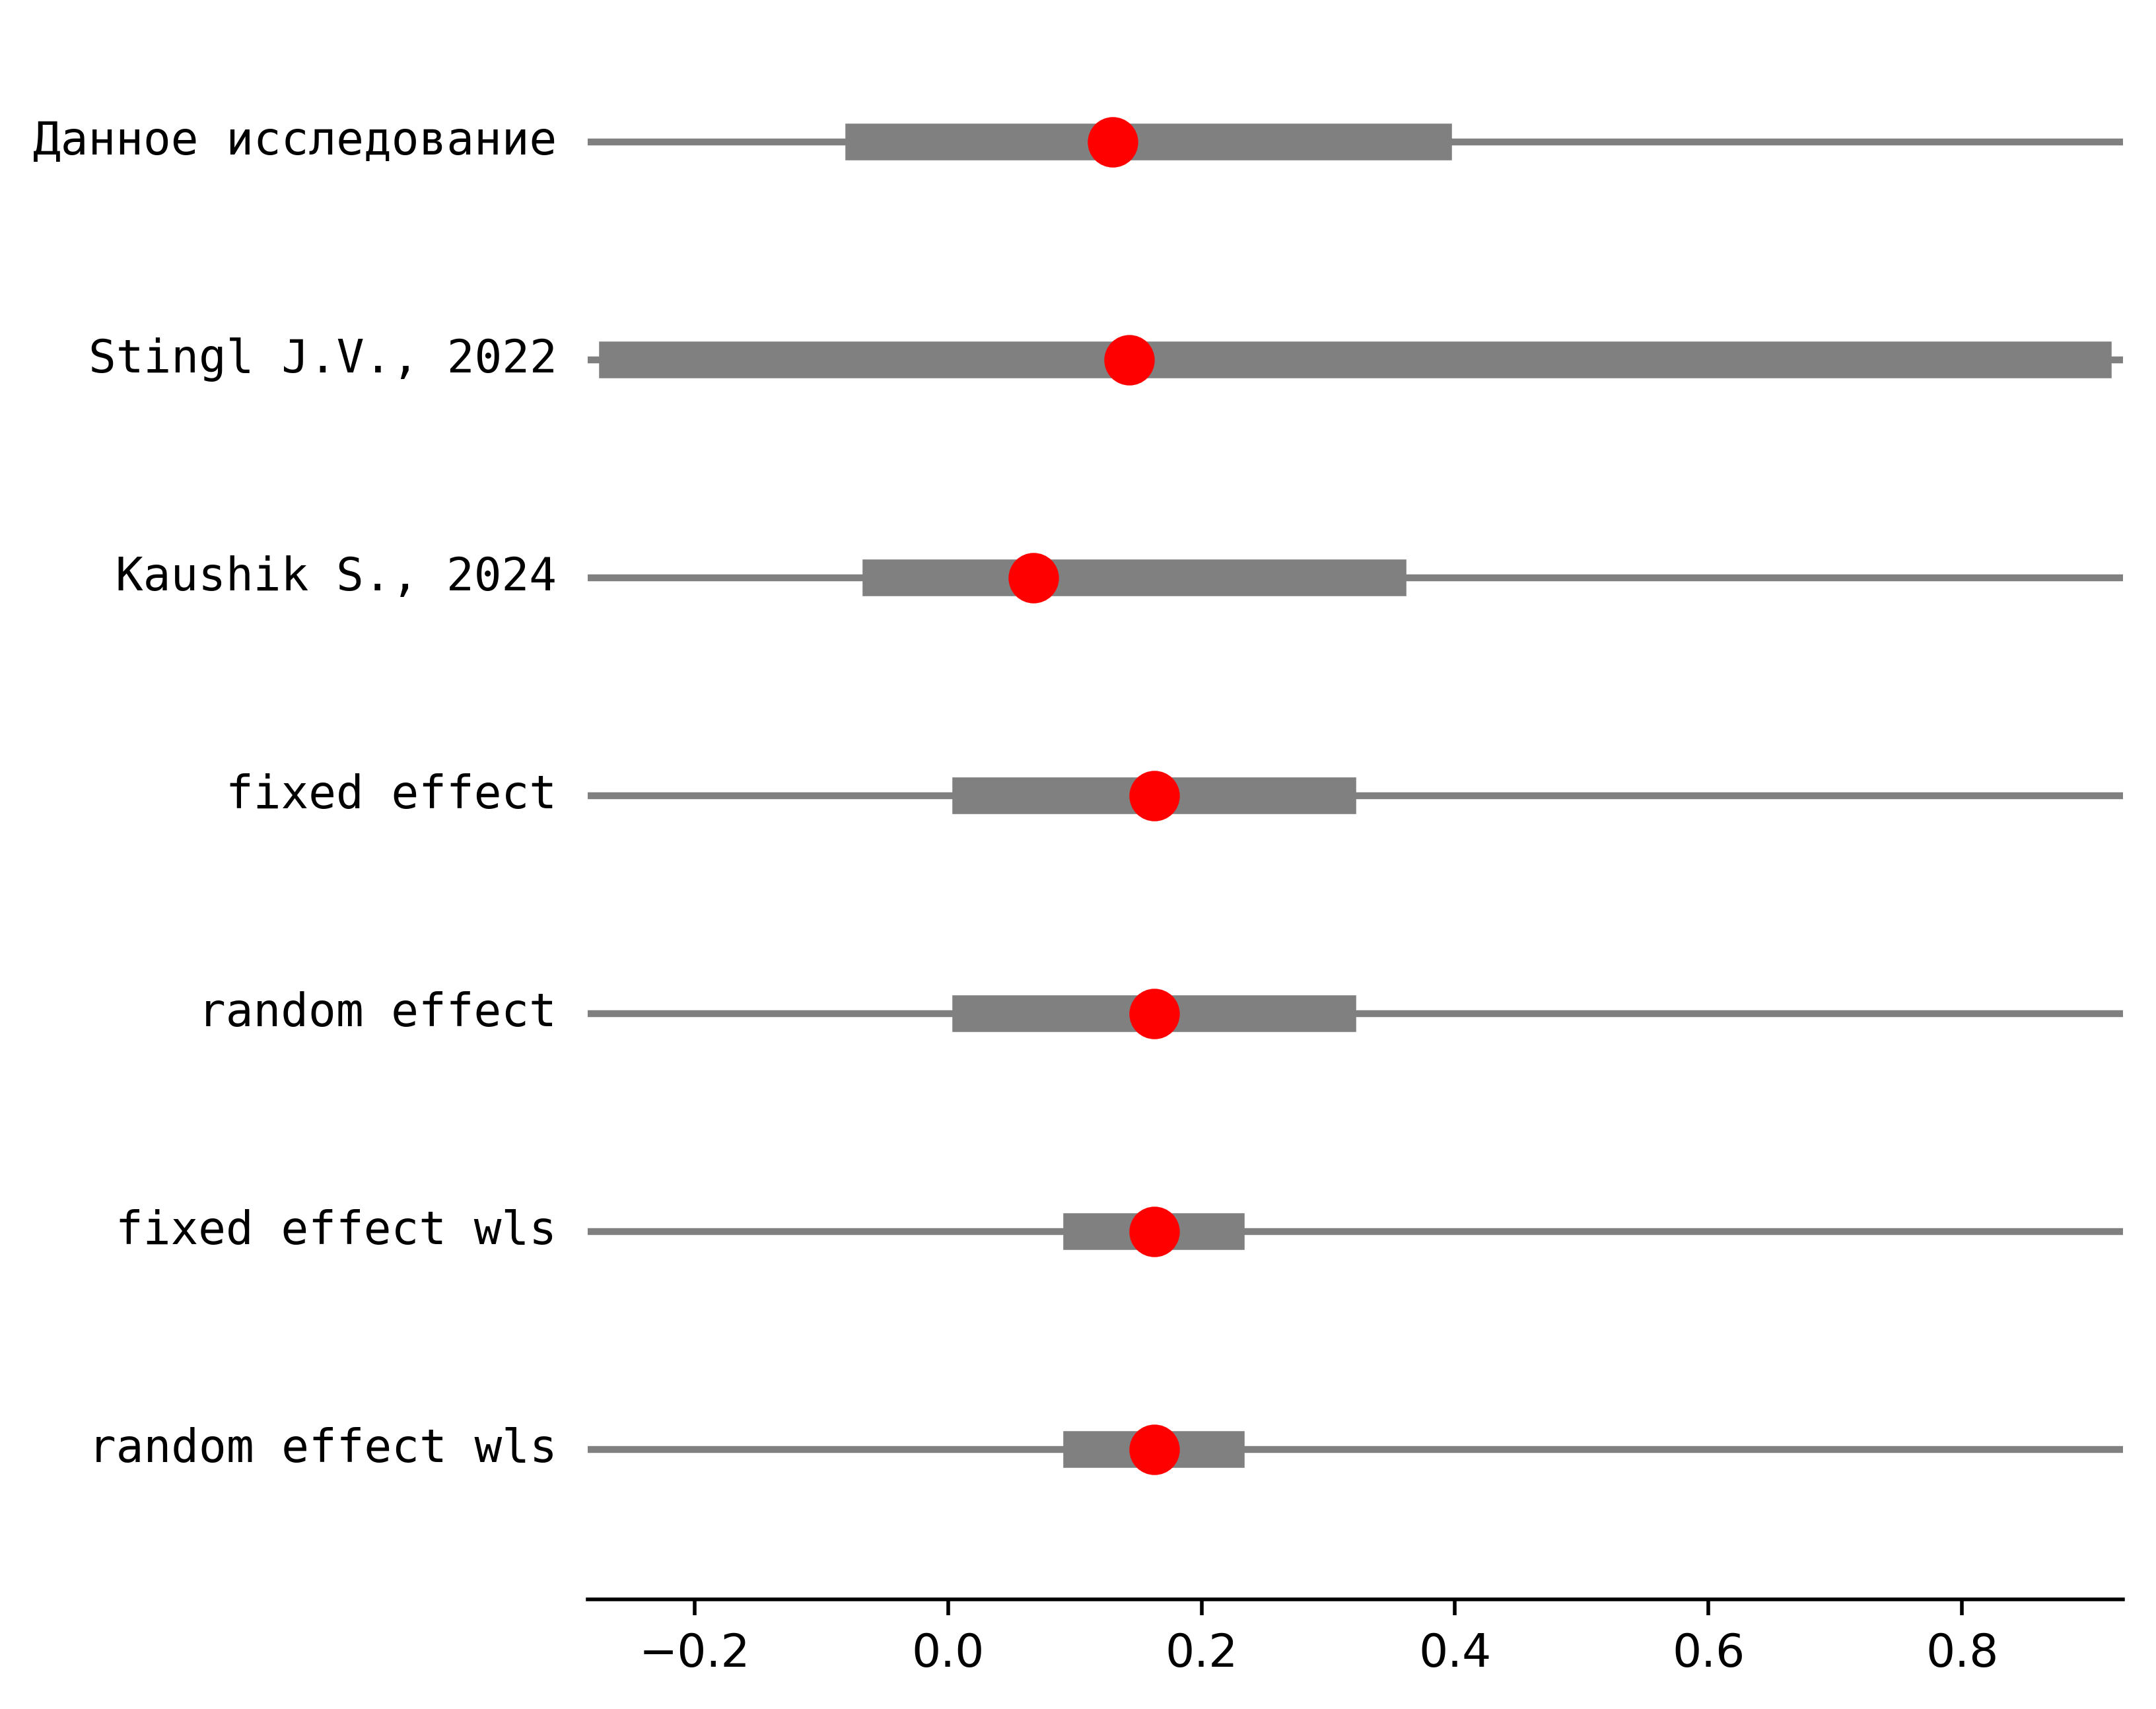 Данное исследование
Stingl J.V., 2022
Kaushik S., 2024
fixed effect
random effect
fixed effect wls
random effect wls
−0.2 0.0 0.2 0.4 0.6 0.8